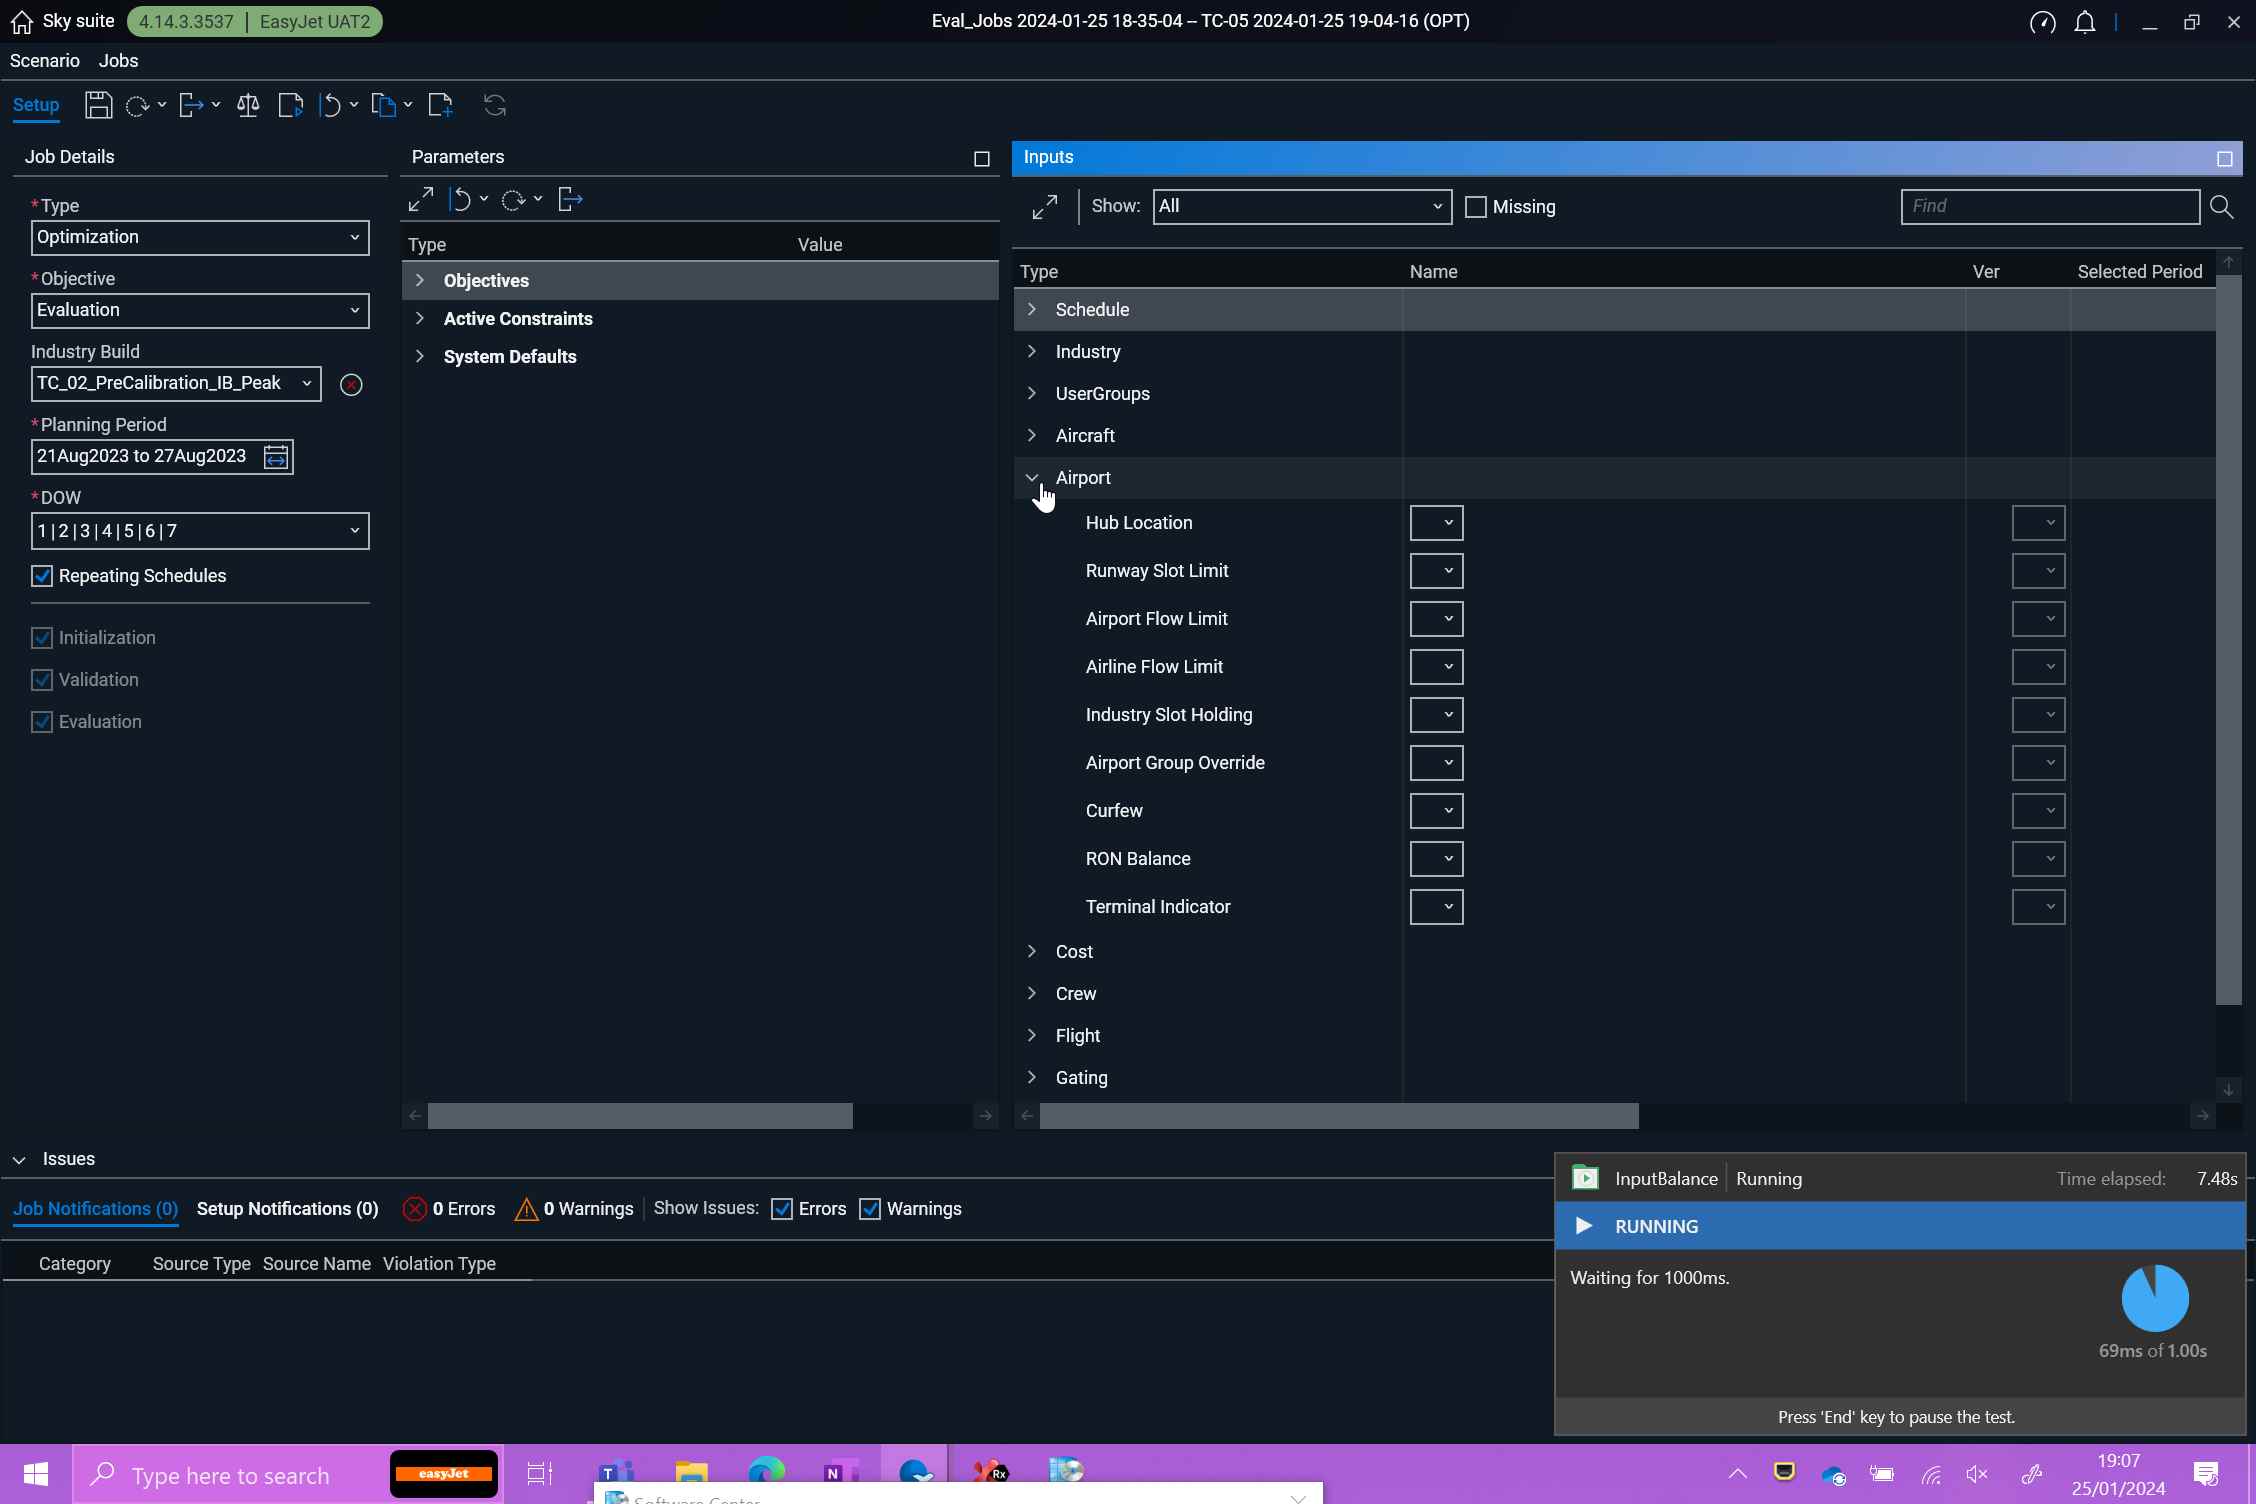 Sky suite 4.14.3.3537 | EasyJet UAT2
Eval_Jobs 2024-01-25 18-35-04 – TC-05 2024-01-25 19-04-16 (OPT)
Scenario Jobs
Setup
Job Details
*Type
Optimization
*Objective
Evaluation
Industry Build
TC_02_PreCalibration_IB_Peak
*Planning Period
21Aug2023 to 27Aug2023
*DOW
1|2|3|4|5|6|7
Repeating Schedules
Initialization
Validation
Evaluation
Parameters
Type Value
Objectives
Active Constraints
System Defaults
Inputs
Show: All Missing Find
Type Name Ver Selected Period
Schedule
Industry
UserGroups
Aircraft
Airport
Hub Location
Runway Slot Limit
Airport Flow Limit
Airline Flow Limit
Industry Slot Holding
Airport Group Override
Curfew
RON Balance
Terminal Indicator
Cost
Crew
Flight
Gating
Issues
Job Notifications (0) Setup Notifications (0) 0 Errors 0 Warnings Show Issues: Errors Warnings
Category Source Type Source Name Violation Type
InputBalance | Running Time elapsed: 7.48s
RUNNING
Waiting for 1000ms.
69ms of 1.00s
Press 'End' key to pause the test.
Type here to search
easyJet
T
N
Rx
Software Center
19:07
25/01/2024